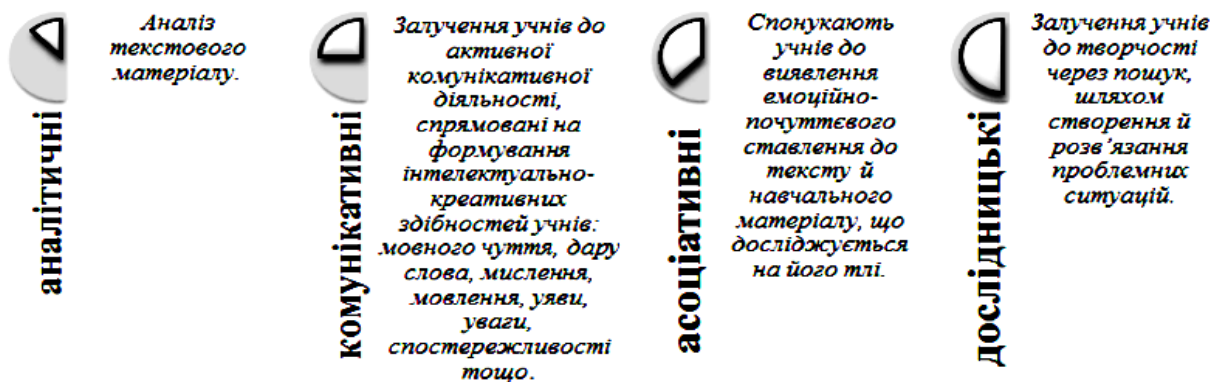 аналітичні
Аналіз
текстового
матеріалу.
комунікативні
Залучення учнів до
активної
комунікативної
діяльності,
спрямовані на
формування
інтелектуально-
креативних
здібностей учнів:
мовного чуття, дару
слова, мислення,
мовлення, уяви,
уваги,
спостережливості
тощо.
асоціативні
Спонукають
учнів до
виявлення
емоційно-
почуттєвого
ставлення до
тексту й
навчального
матеріалу, що
досліджується
на його тлі.
дослідницькі
Залучення учнів
до творчості
через пошук,
шляхом
створення й
розв’язання
проблемних
ситуацій.